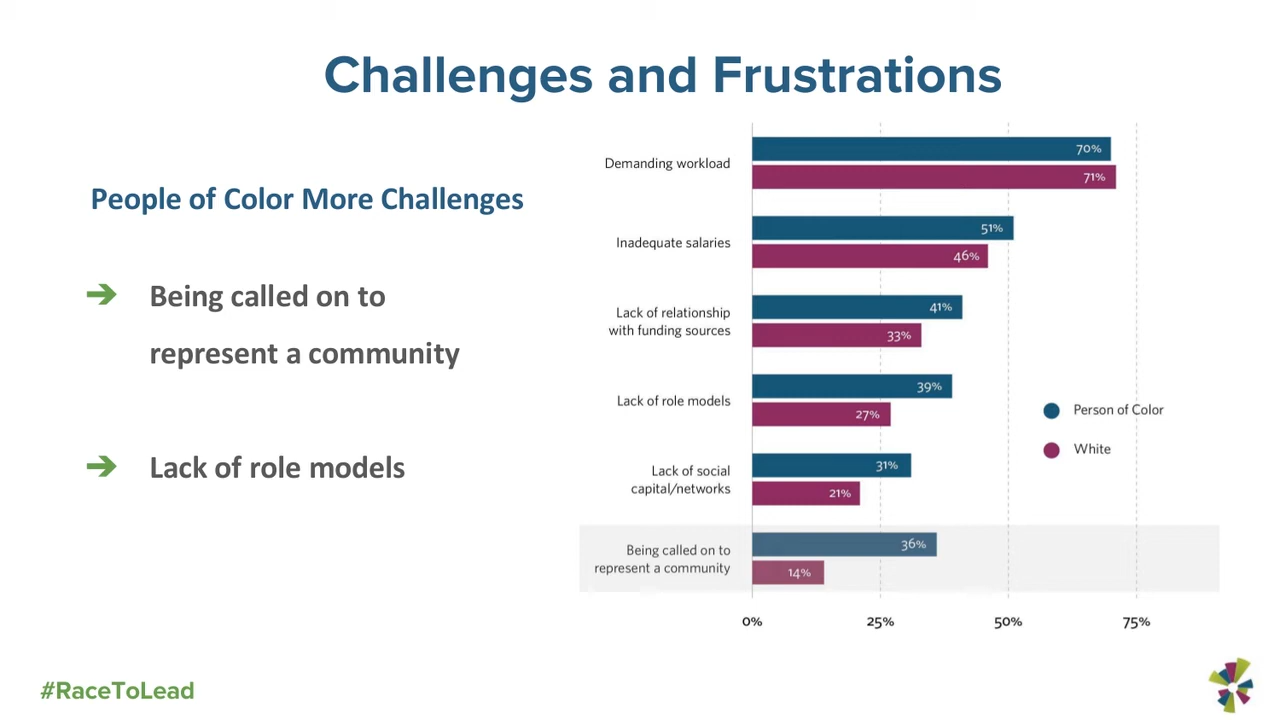 Challenges and Frustrations
People of Color More Challenges
Being called on to
represent a community
Lack of role models
Demanding workload
70%
71%
Inadequate salaries
51%
46%
Lack of relationship
with funding sources
41%
33%
Lack of role models
39%
27%
Lack of social
capital/networks
31%
21%
Being called on to
represent a community
36%
14%
Person of Color
White
0% 25% 50% 75%
#RaceToLead